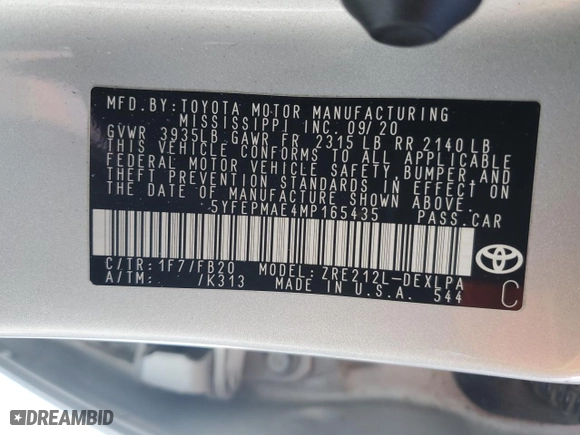 MFD.BY:TOYOTA MOTOR MANUFACTURING
MISSISSIPPI INC.09/20
GVWR 3935LB GAWR FR 2315 LB RR 2140 LB
THIS VEHICLE CONFORMS TO ALL APPLICABLE
FEDERAL MOTOR VEHICLE SAFETY, BUMPER AND
THEFT PREVENTION STANDARDS IN EFFECT ON
THE DATE OF MANUFACTURE SHOWN ABOVE.
5YFEPMAE4MP165435 PASS.CAR
C/TR:1F7/FB20 MODEL:ZRE212L-DEXLPA
A/TM: /K313 MADE IN U.S.A. 544
C
DREAMBID